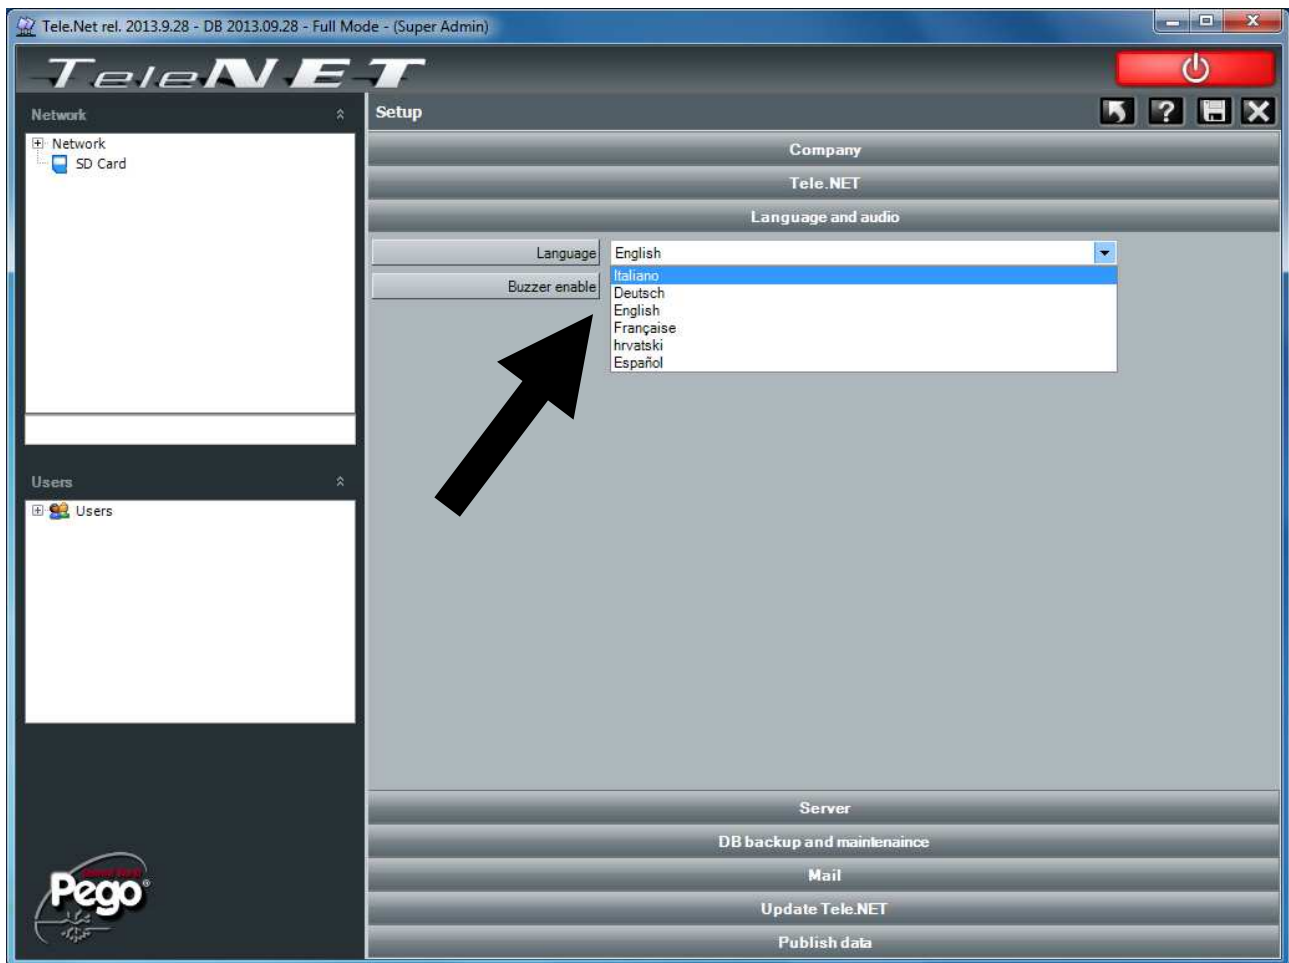 Tele.Net rel. 2013.9.28 - DB 2013.09.28 - Full Mode - (Super Admin)
TeleNET
Network
Setup
Network
SD Card
Company
Tele.NET
Language and audio
Language
English
Buzzer enable
Italiano
Deutsch
English
Française
hrvatski
Español
Users
Users
Server
DB backup and maintenaince
Mail
Update Tele.NET
Publish data
Pego®